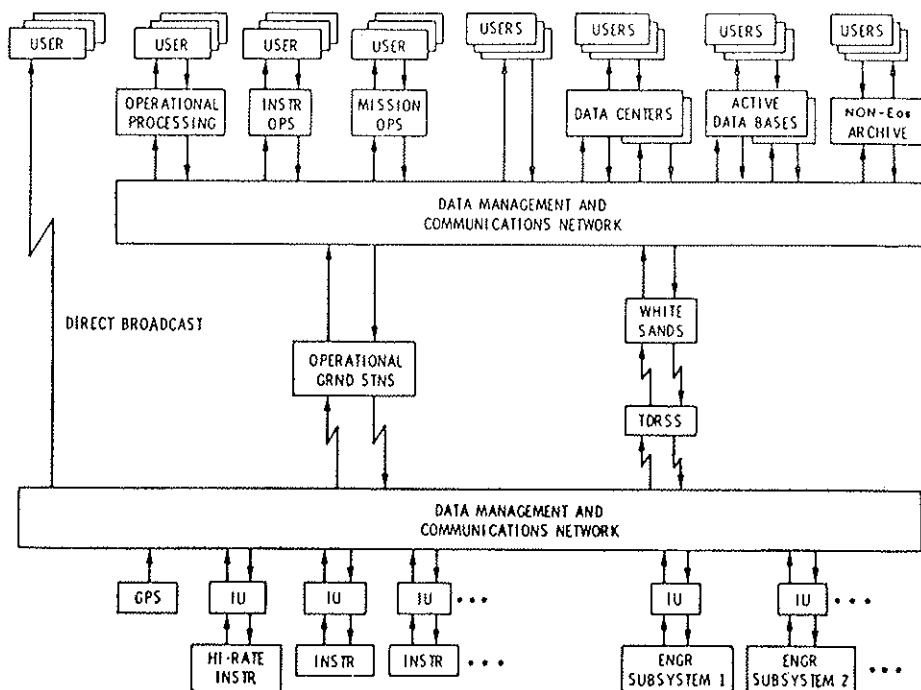 USER
USER
USER
USER
USERS
USERS
USERS
USERS
OPERATIONAL
PROCESSING
INSTR
OPS
MISSION
OPS
DATA CENTERS
ACTIVE
DATA BASES
NON-Eos
ARCHIVE
DATA MANAGEMENT AND
COMMUNICATIONS NETWORK
DIRECT BROADCAST
OPERATIONAL
GRND STNS
WHITE
SANDS
TDRSS
DATA MANAGEMENT AND
COMMUNICATIONS NETWORK
GPS
IU
IU
IU
• • •
IU
IU
• • •
HI-RATE
INSTR
INSTR
INSTR
• • •
ENGR
SUBSYSTEM 1
ENGR
SUBSYSTEM 2
• • •